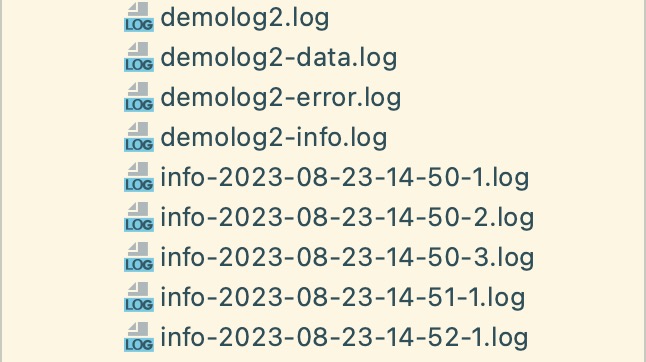 LOG demolog2.log
LOG demolog2-data.log
LOG demolog2-error.log
LOG demolog2-info.log
LOG info-2023-08-23-14-50-1.log
LOG info-2023-08-23-14-50-2.log
LOG info-2023-08-23-14-50-3.log
LOG info-2023-08-23-14-51-1.log
LOG info-2023-08-23-14-52-1.log